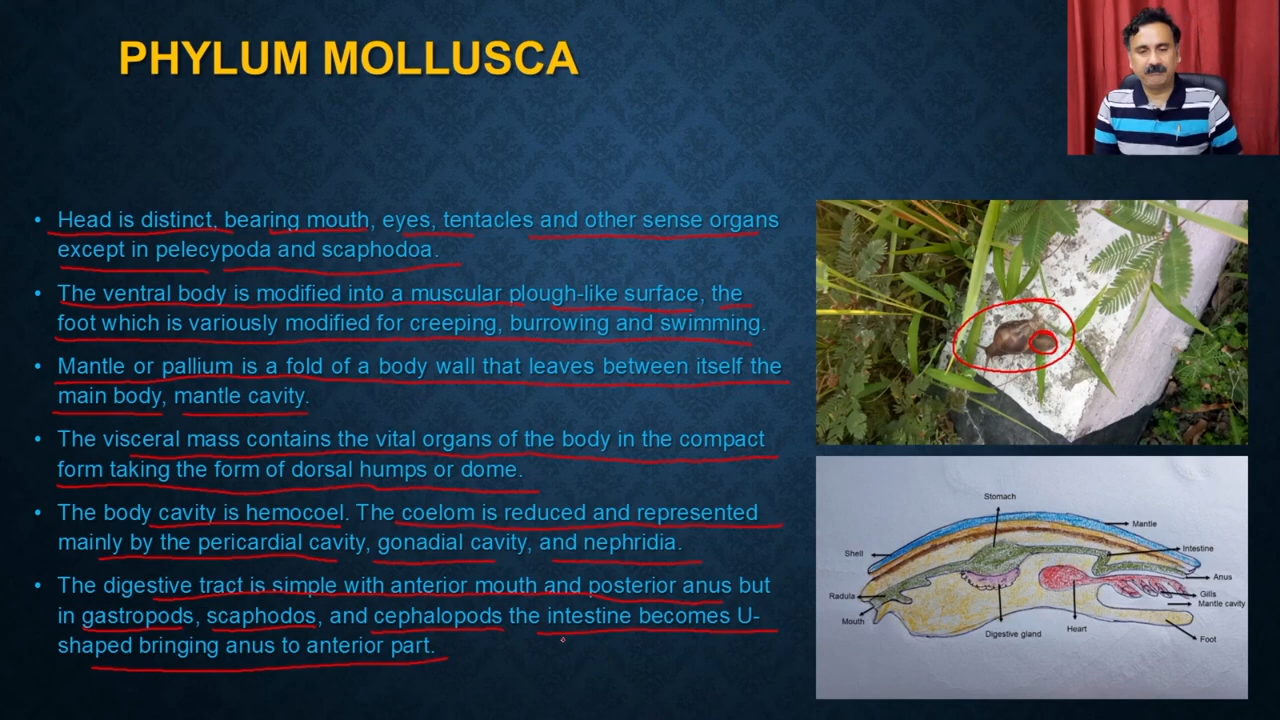 PHYLUM MOLLUSCA
• Head is distinct, bearing mouth, eyes, tentacles and other sense organs
except in pelecypoda and scaphodoa.
• The ventral body is modified into a muscular plough-like surface, the
foot which is variously modified for creeping, burrowing and swimming.
• Mantle or pallium is a fold of a body wall that leaves between itself the
main body, mantle cavity.
• The visceral mass contains the vital organs of the body in the compact
form taking the form of dorsal humps or dome.
• The body cavity is hemocoel. The coelom is reduced and represented
mainly by the pericardial cavity, gonadial cavity, and nephridia.
• The digestive tract is simple with anterior mouth and posterior anus but
in gastropods, scaphodos, and cephalopods the intestine becomes U-
shaped bringing anus to anterior part.
Stomach
Mantle
Shell
Intestine
Anus
Radula
Gills
Mantle cavity
Mouth
Digestive gland
Heart
Foot